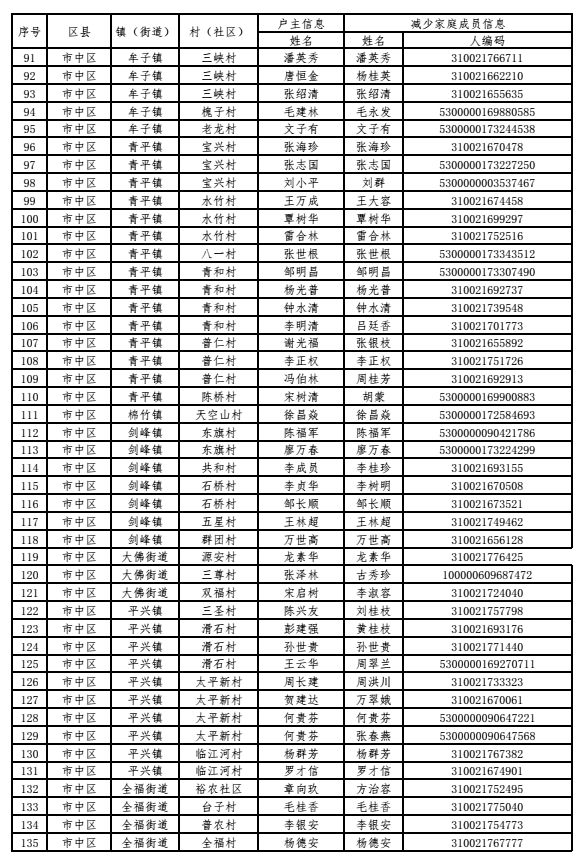 序号 区县 镇（街道） 村（社区） 户主信息 减少家庭成员信息
姓名 姓名 人编码
91 市中区 牟子镇 三峡村 潘英秀 潘英秀 310021766711
92 市中区 牟子镇 三峡村 唐恒金 杨桂英 310021662210
93 市中区 牟子镇 三峡村 张绍清 张绍清 310021655635
94 市中区 牟子镇 槐子村 毛建林 毛永发 5300000169880585
95 市中区 牟子镇 老龙村 文子有 文子有 5300000173244538
96 市中区 青平镇 宝兴村 张海珍 张海珍 310021670478
97 市中区 青平镇 宝兴村 张志国 张志国 5300000173227250
98 市中区 青平镇 宝兴村 刘小平 刘群 5300000003537467
99 市中区 青平镇 水竹村 王万成 王大容 310021674458
100 市中区 青平镇 水竹村 覃树华 覃树华 310021699297
101 市中区 青平镇 水竹村 雷合林 雷合林 310021752516
102 市中区 青平镇 八一村 张世根 张世根 5300000173343512
103 市中区 青平镇 青和村 邹明昌 邹明昌 5300000173307490
104 市中区 青平镇 青和村 杨光普 杨光普 310021692737
105 市中区 青平镇 青和村 钟水清 钟水清 310021739548
106 市中区 青平镇 青和村 李明清 吕廷香 310021701773
107 市中区 青平镇 普仁村 谢光福 张银枝 310021655892
108 市中区 青平镇 普仁村 李正权 李正权 310021751726
109 市中区 青平镇 普仁村 冯伯林 周桂芳 310021692913
110 市中区 青平镇 陈桥村 宋树清 胡蒙 5300000169900883
111 市中区 棉竹镇 天空山村 徐昌焱 徐昌焱 5300000172584693
112 市中区 剑峰镇 东旗村 陈福军 陈福军 5300000090421786
113 市中区 剑峰镇 东旗村 廖万春 廖万春 5300000173224299
114 市中区 剑峰镇 共和村 李成员 李桂珍 310021693155
115 市中区 剑峰镇 石桥村 李贞华 李树明 310021670508
116 市中区 剑峰镇 石桥村 邹长顺 邹长顺 310021673521
117 市中区 剑峰镇 五星村 王林超 王林超 310021749462
118 市中区 剑峰镇 群团村 万世高 万世高 310021656128
119 市中区 大佛街道 源安村 龙素华 龙素华 310021776425
120 市中区 大佛街道 三尊村 张泽林 古秀珍 100000609687472
121 市中区 大佛街道 双福村 宋启树 李淑容 310021724040
122 市中区 平兴镇 三圣村 陈兴友 刘桂枝 310021757798
123 市中区 平兴镇 滑石村 彭建强 黄桂枝 310021693176
124 市中区 平兴镇 滑石村 孙世贵 孙世贵 310021771440
125 市中区 平兴镇 滑石村 王云华 周翠兰 5300000169270711
126 市中区 平兴镇 太平新村 周长建 周洪川 310021733323
127 市中区 平兴镇 太平新村 贺建达 万翠娥 310021670061
128 市中区 平兴镇 太平新村 何贵芬 何贵芬 5300000090647221
129 市中区 平兴镇 太平新村 何贵芬 张春燕 5300000090647568
130 市中区 平兴镇 临江河村 杨群芳 杨群芳 310021767382
131 市中区 平兴镇 临江河村 罗才信 罗才信 310021674901
132 市中区 全福街道 裕农社区 章向玖 方治容 310021752495
133 市中区 全福街道 台子村 毛桂香 毛桂香 310021775040
134 市中区 全福街道 普农村 李银安 李银安 310021754773
135 市中区 全福街道 全福村 杨德安 杨德安 310021767777